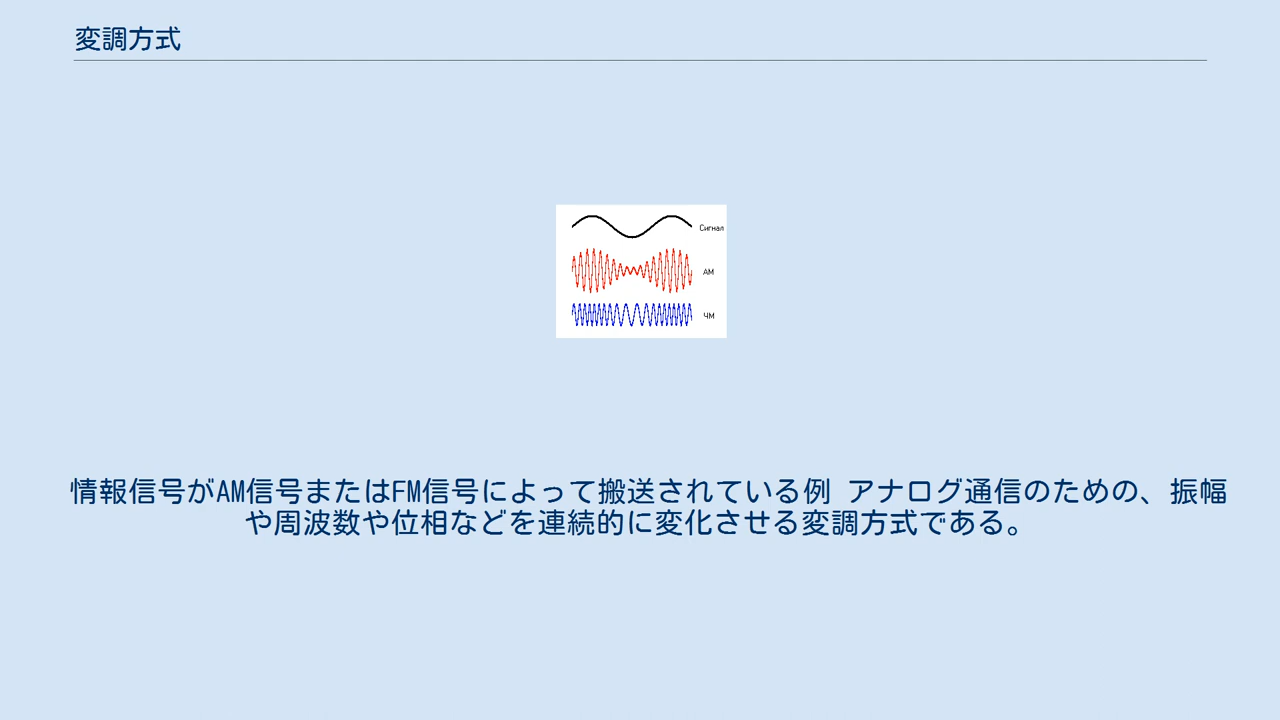 変調方式
Сигнал
АМ
ЧМ
情報信号がAM信号またはFM信号によって搬送されている例 アナログ通信のための、振幅
や周波数や位相などを連続的に変化させる変調方式である。